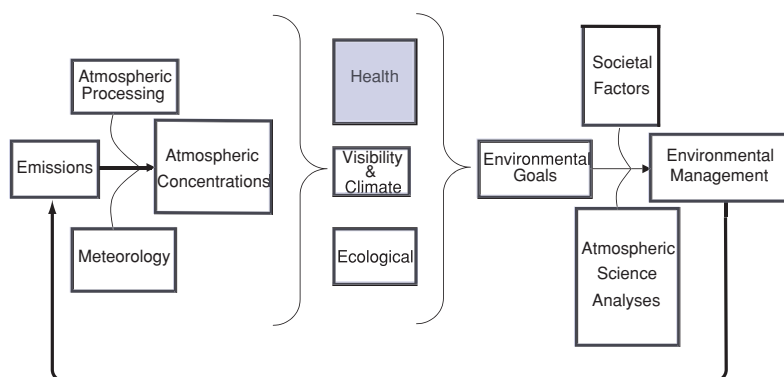 Atmospheric
Processing
Emissions
Atmospheric
Concentrations
Meteorology
Health
Visibility
&
Climate
Ecological
Environmental
Goals
Societal
Factors
Environmental
Management
Atmospheric
Science
Analyses